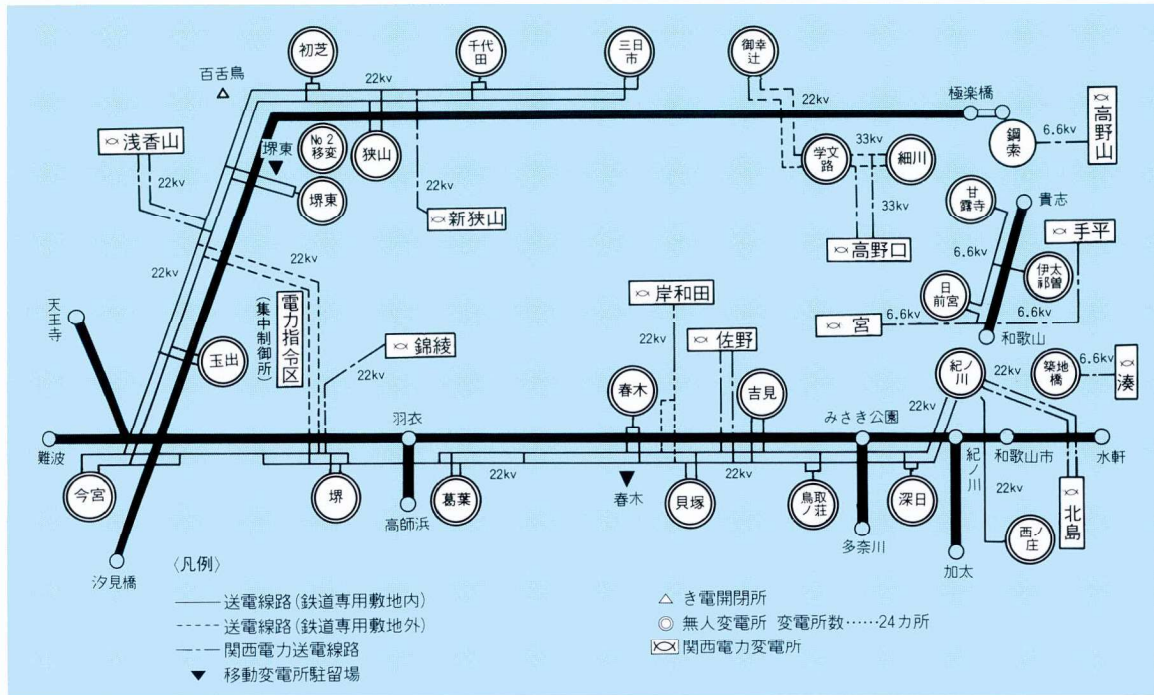 初芝
千代田
三日市
御幸辻
百舌鳥
22kv
22kv
極楽橋
高野山
浅香山
堺東
No2移変
狭山
学文路
33kv
細川
鋼索
6.6kv
22kv
堺東
22kv
新狭山
33kv
甘露寺
貴志
高野口
手平
6.6kv
伊太祁曽
22kv
22kv
電力指令区
(集中制御所)
岸和田
日前宮
6.6kv
天王寺
宮
6.6kv
和歌山
玉出
錦綾
22kv
22kv
佐野
紀ノ川
22kv
築地橋
6.6kv
湊
春木
吉見
22kv
羽衣
みさき公園
難波
紀ノ川
和歌山市
水軒
今宮
堺
葛葉
22kv
春木
貝塚
22kv
鳥取ノ荘
深日
22kv
北島
高師浜
多奈川
西ノ庄
汐見橋
加太
〈凡例〉
送電線路(鉄道専用敷地内)
送電線路(鉄道専用敷地外)
関西電力送電線路
移動変電所駐留場
き電開閉所
無人変電所 変電所数……24カ所
関西電力変電所